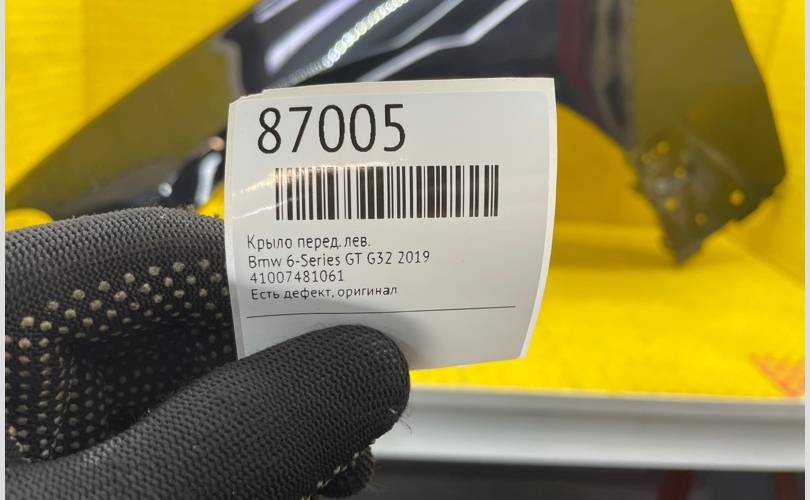 87005
Крыло перед. лев.
Bmw 6-Series GT G32 2019
41007481061
Есть дефект, оригинал